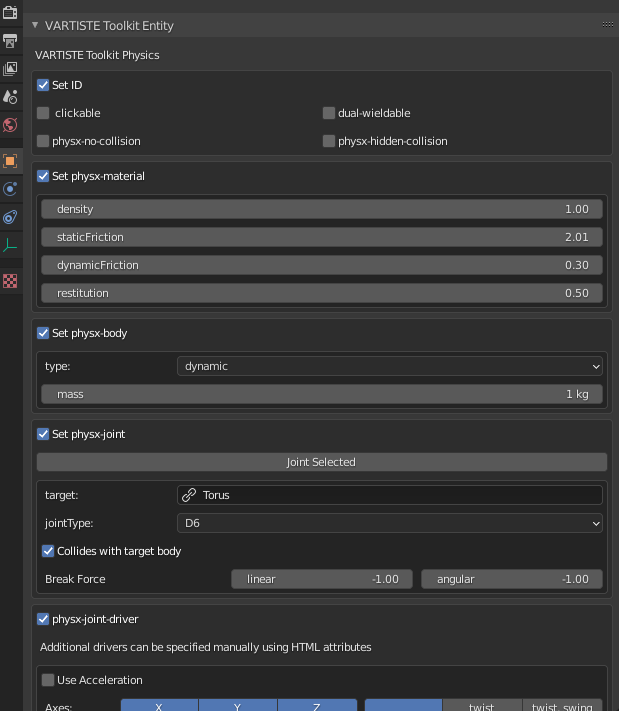 VARTISTE Toolkit Entity
VARTISTE Toolkit Physics
Set ID
clickable dual-wieldable
physx-no-collision physx-hidden-collision
Set physx-material
density 1.00
staticFriction 2.01
dynamicFriction 0.30
restitution 0.50
Set physx-body
type: dynamic
mass 1 kg
Set physx-joint
Joint Selected
target: Torus
jointType: D6
Collides with target body
Break Force linear -1.00 angular -1.00
physx-joint-driver
Additional drivers can be specified manually using HTML attributes
Use Acceleration
Axes: X Y Z twist twist, swing